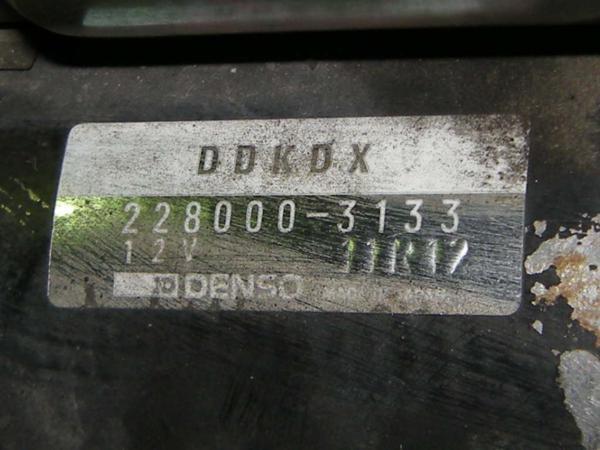 DDKDX
228000-3133
12V 11R17
DENSO